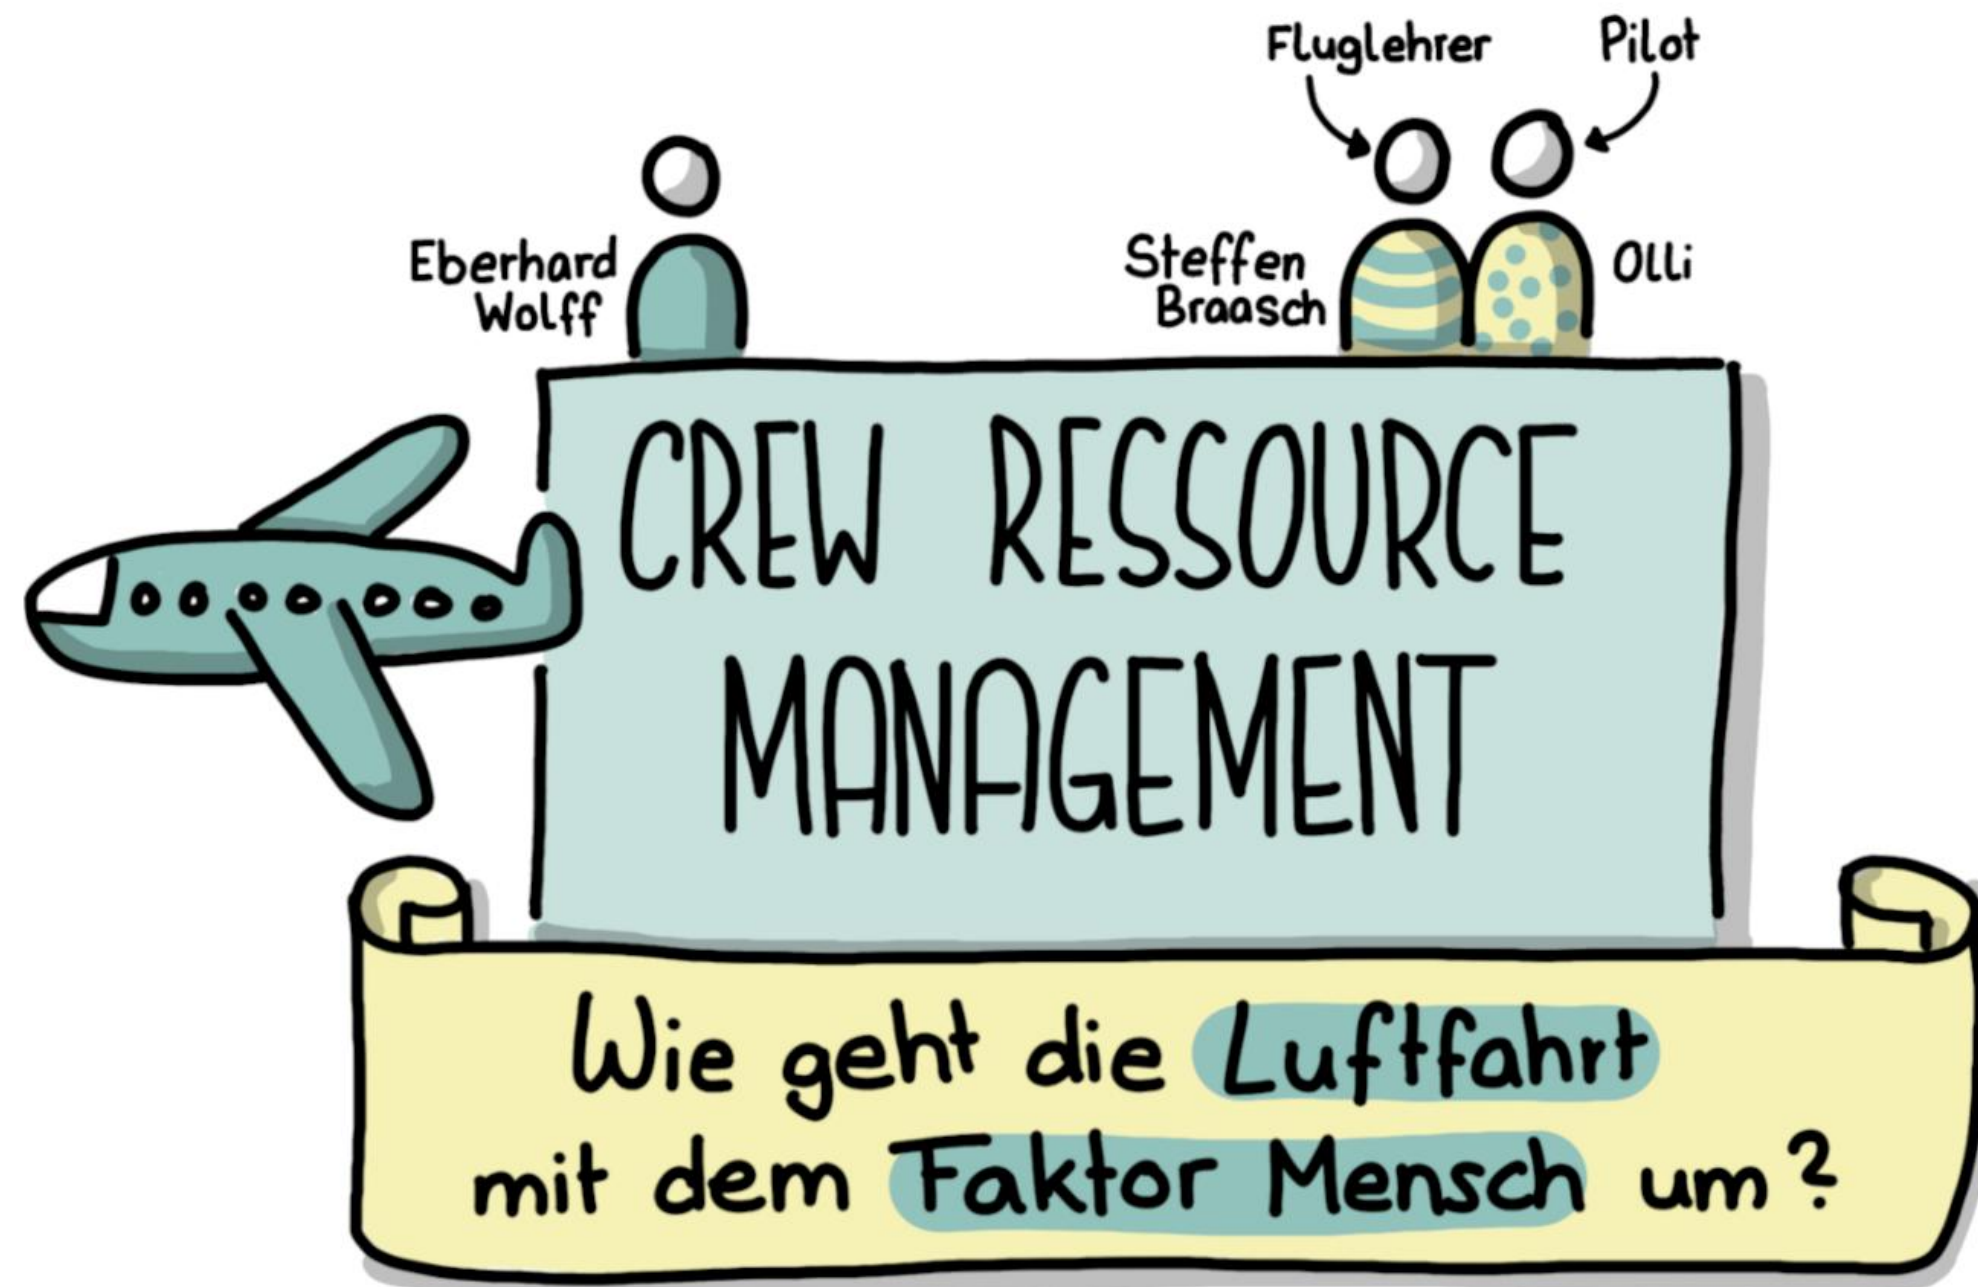 Fluglehrer
Pilot
Eberhard
Wolff
Steffen
Braasch
Olli
CREW RESSOURCE
MANAGEMENT
Wie geht die Luftfahrt
mit dem Faktor Mensch um?